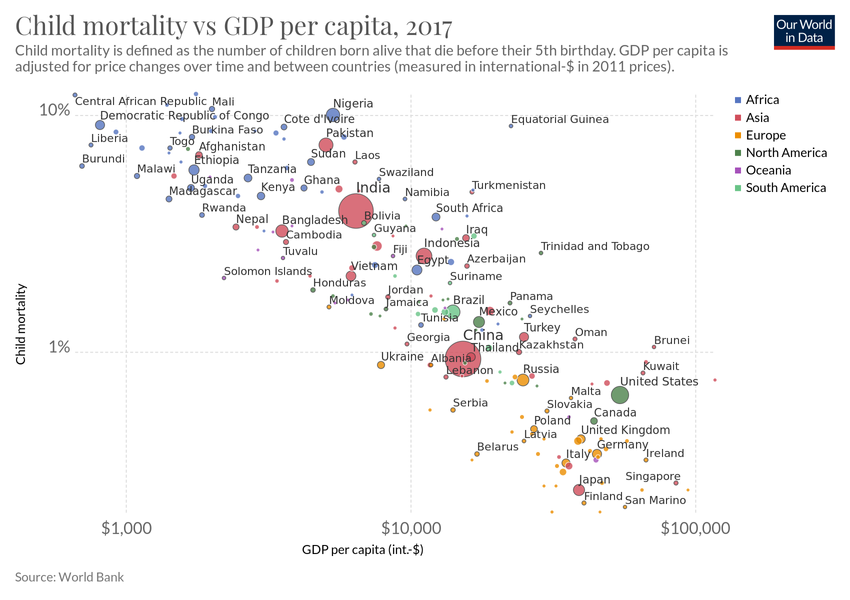 Child mortality vs GDP per capita, 2017
Child mortality is defined as the number of children born alive that die before their 5th birthday. GDP per capita is
adjusted for price changes over time and between countries (measured in international-$ in 2011 prices).
Our World
in Data
Africa
Asia
Europe
North America
Oceania
South America
Child mortality
10%
1%
Central African Republic
Mali
Nigeria
Democratic Republic of Congo
Cote d'Ivoire
Equatorial Guinea
Burkina Faso
Pakistan
Liberia
Togo
Afghanistan
Sudan
Laos
Burundi
Ethiopia
Malawi
Tanzania
Swaziland
Uganda
Ghana
Turkmenistan
Madagascar
Kenya
India
Namibia
Rwanda
South Africa
Nepal
Bangladesh
Bolivia
Guyana
Iraq
Cambodia
Indonesia
Trinidad and Tobago
Tuvalu
Fiji
Egypt
Azerbaijan
Solomon Islands
Vietnam
Suriname
Honduras
Jordan
Moldova
Jamaica
Brazil
Panama
Mexico
Seychelles
Tunisia
Georgia
China
Turkey
Oman
Thailand
Kazakhstan
Brunei
Ukraine
Albania
Lebanon
Russia
Kuwait
United States
Malta
Serbia
Slovakia
Canada
Poland
Latvia
United Kingdom
Belarus
Germany
Italy
Ireland
Japan
Singapore
Finland
San Marino
$1,000
$10,000
$100,000
GDP per capita (int.-$)
Source: World Bank